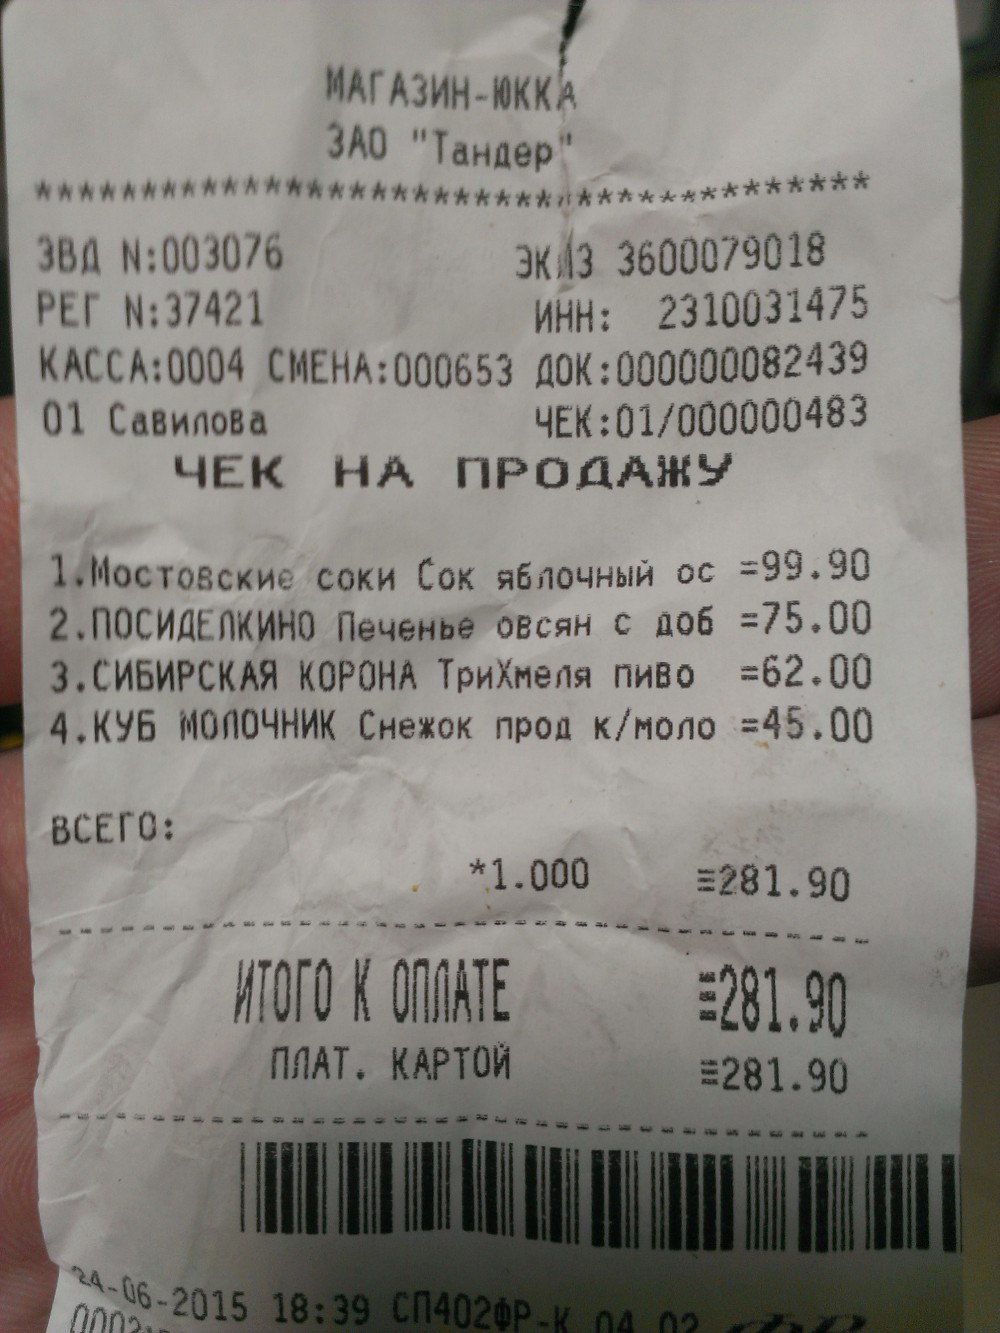 МАГАЗИН-ЮККА
ЗАО "Тандер"
***************************************
ЗВД N:003076 ЭКЛЗ 3600079018
РЕГ N:37421 ИНН: 2310031475
КАССА:0004 СМЕНА:000653 ДОК:000000082439
01 Савилова ЧЕК:01/000000483
ЧЕК НА ПРОДАЖУ
1.Мостовские соки Сок яблочный ос =99.90
2.ПОСИДЕЛКИНО Печенье овсян с доб =75.00
3.СИБИРСКАЯ КОРОНА ТриХмеля пиво =62.00
4.КУБ МОЛОЧНИК Снежок прод к/моло =45.00
ВСЕГО:
*1.000 ≡281.90
ИТОГО К ОПЛАТЕ ≡281.90
ПЛАТ. КАРТОЙ ≡281.90
24-06-2015 18:39 СП402ФР-К 04.02